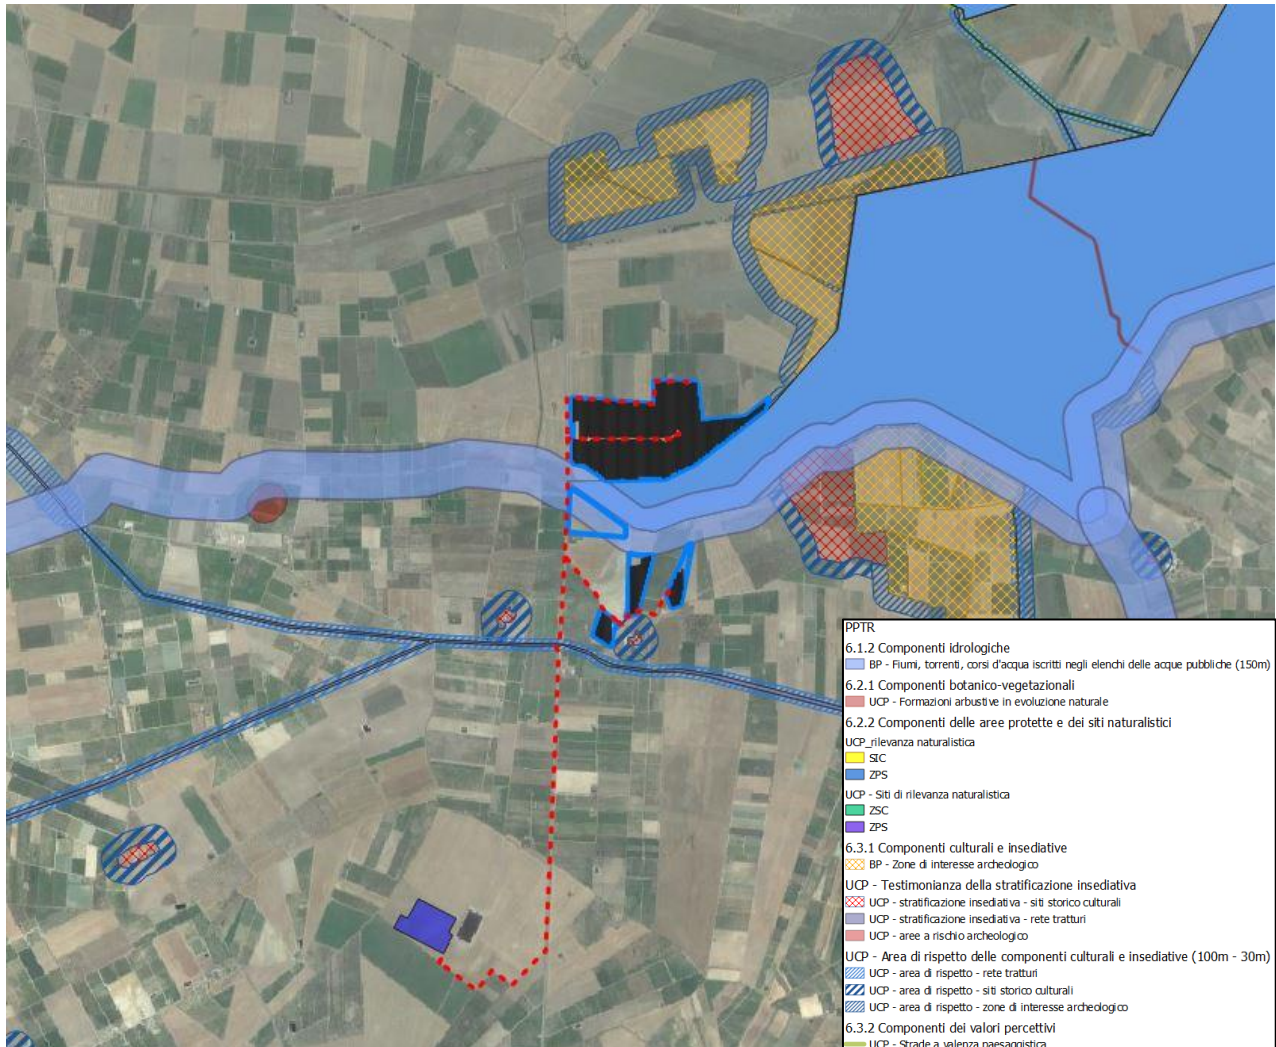 PPTR
6.1.2 Componenti idrologiche
BP - Fiumi, torrenti, corsi d'acqua iscritti negli elenchi delle acque pubbliche (150m)
6.2.1 Componenti botanico-vegetazionali
UCP - Formazioni arbustive in evoluzione naturale
6.2.2 Componenti delle aree protette e dei siti naturalistici
UCP_rilevanza naturalistica
SIC
ZPS
UCP - Siti di rilevanza naturalistica
ZSC
ZPS
6.3.1 Componenti culturali e insediative
BP - Zone di interesse archeologico
UCP - Testimonianza della stratificazione insediativa
UCP - stratificazione insediativa - siti storico culturali
UCP - stratificazione insediativa - rete tratturi
UCP - aree a rischio archeologico
UCP - Area di rispetto delle componenti culturali e insediative (100m - 30m)
UCP - area di rispetto - rete tratturi
UCP - area di rispetto - siti storico culturali
UCP - area di rispetto - zone di interesse archeologico
6.3.2 Componenti dei valori percettivi
UCP - Strade a valenza paesaggistica